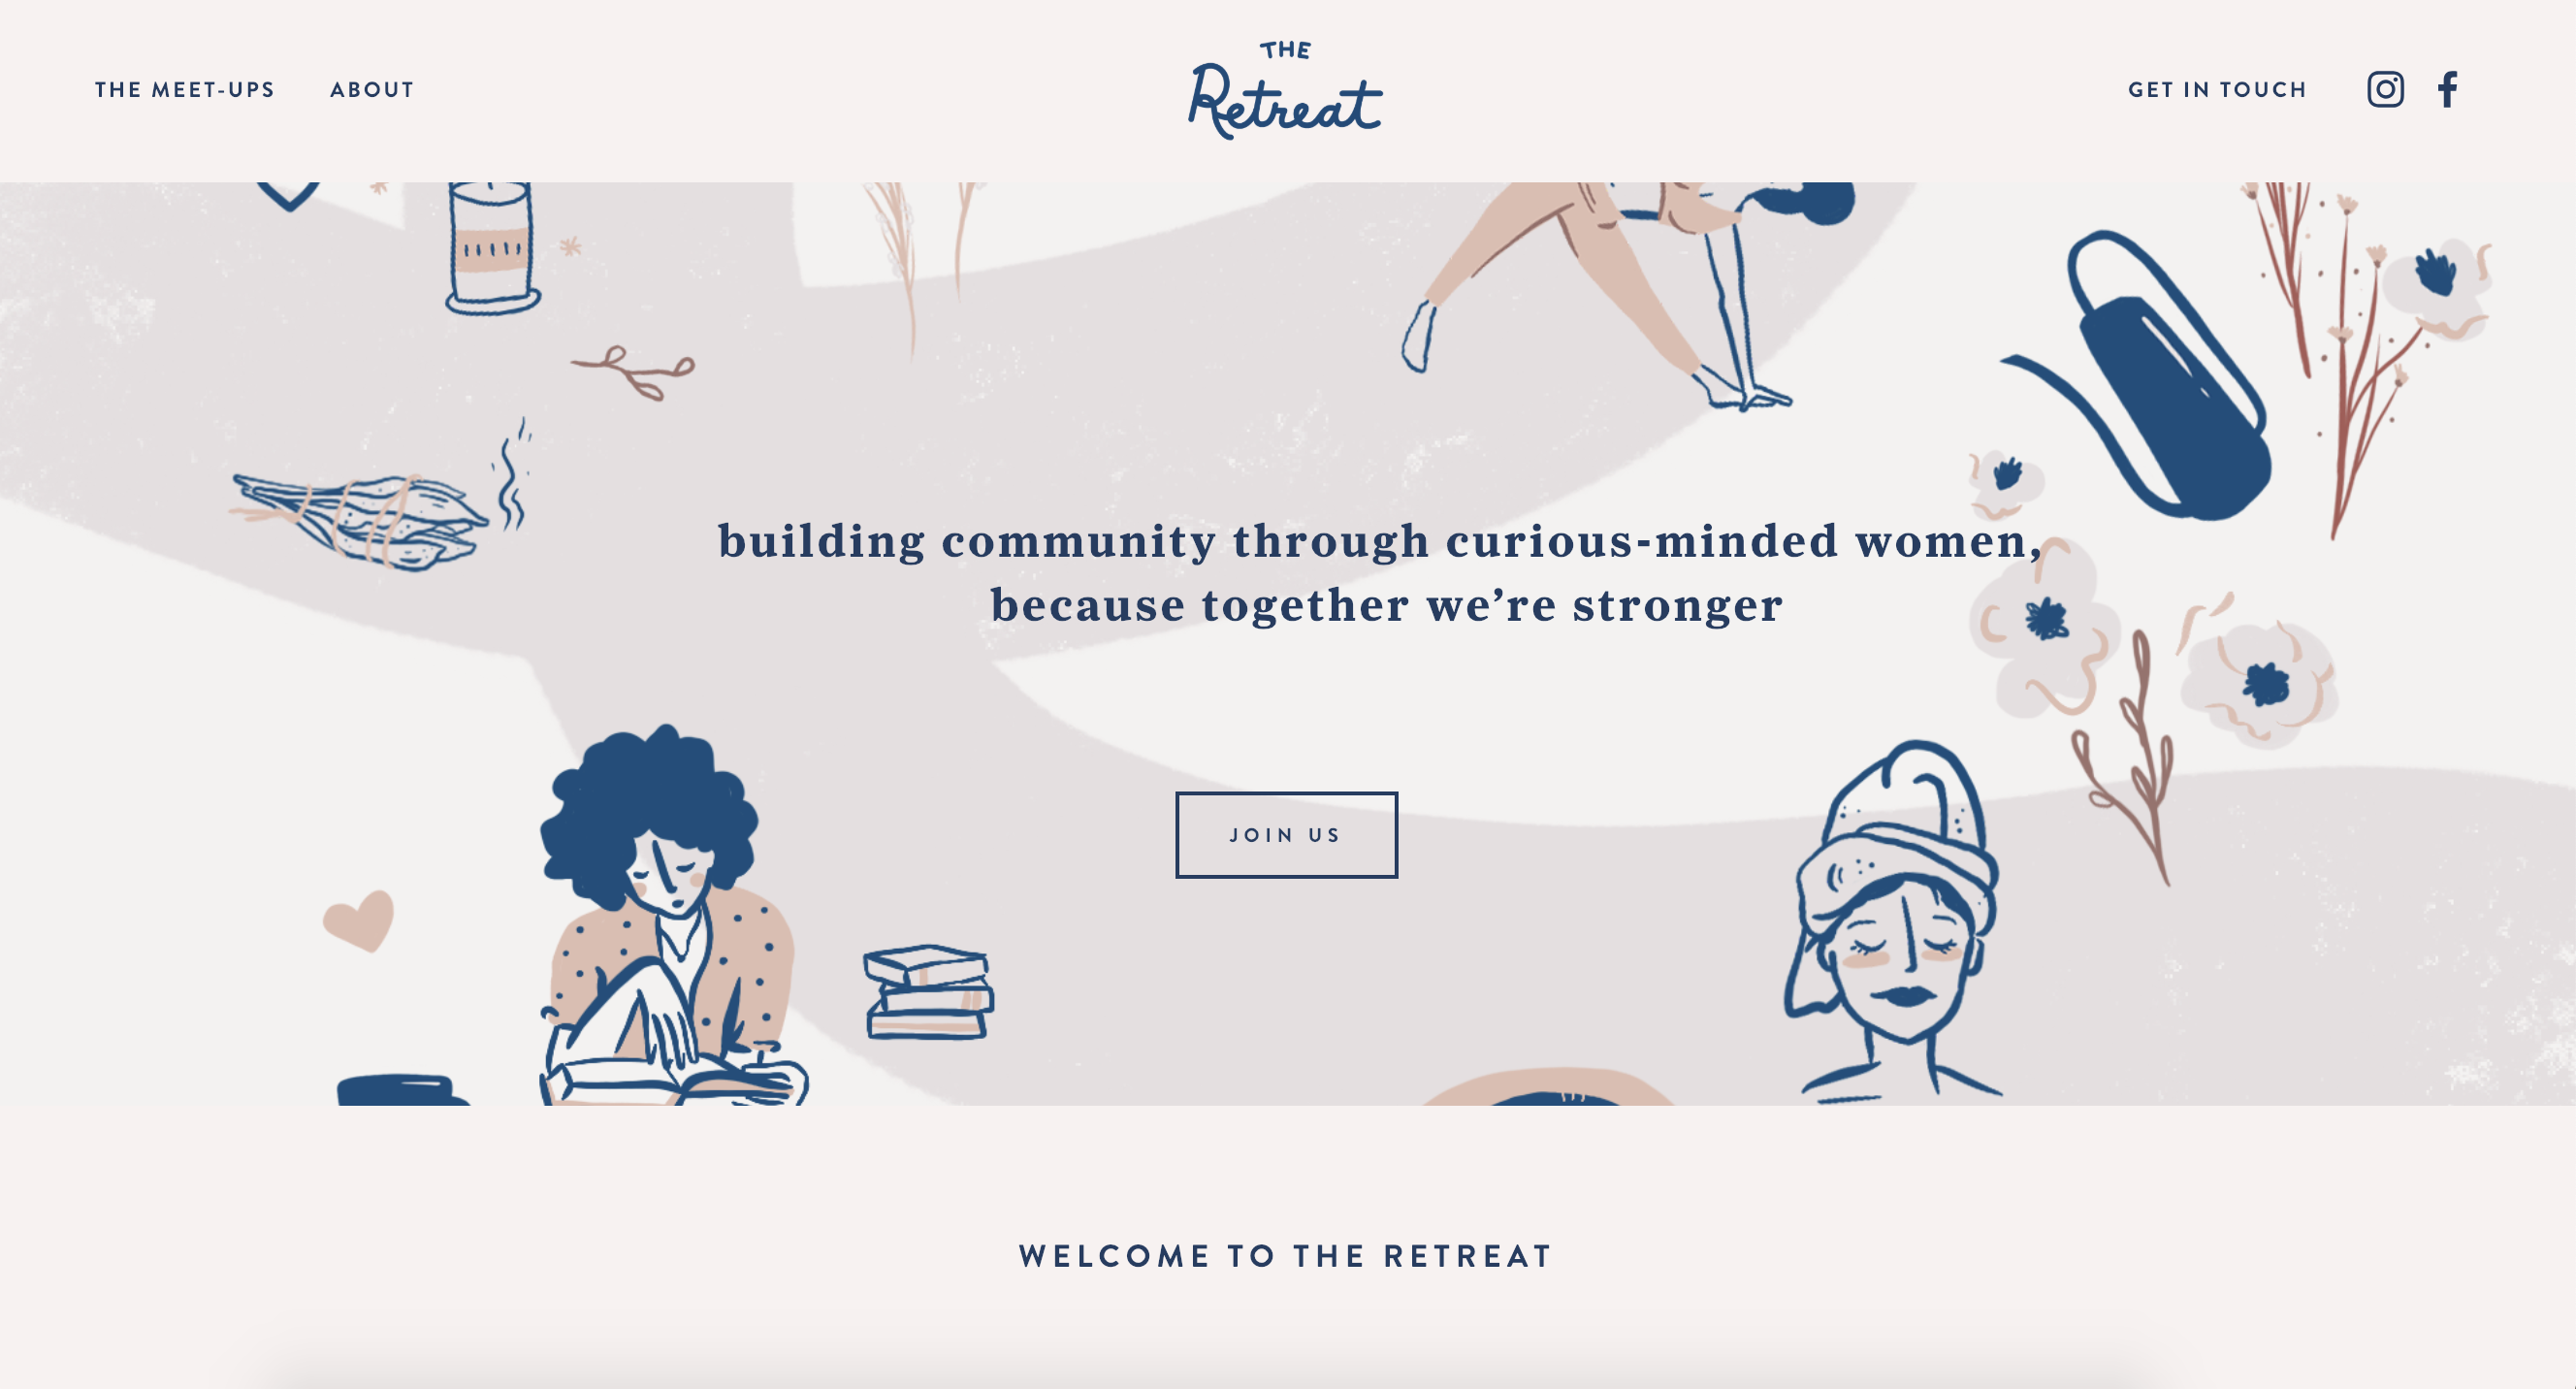 THE MEET-UPS
ABOUT
THE
Retreat
GET IN TOUCH
building community through curious-minded women,
because together we’re stronger
JOIN US
WELCOME TO THE RETREAT